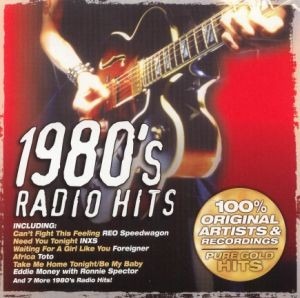 1980's
RADIO HITS
INCLUDING:
Can't Fight This Feeling REO Speedwagon
Need You Tonight INXS
Waiting For A Girl Like You Foreigner
Africa Toto
Take Me Home Tonight/Be My Baby
Eddie Money with Ronnie Spector
And 7 More 1980's Radio Hits!
100%
ORIGINAL
ARTISTS &
RECORDINGS
PURE GOLD
HITS